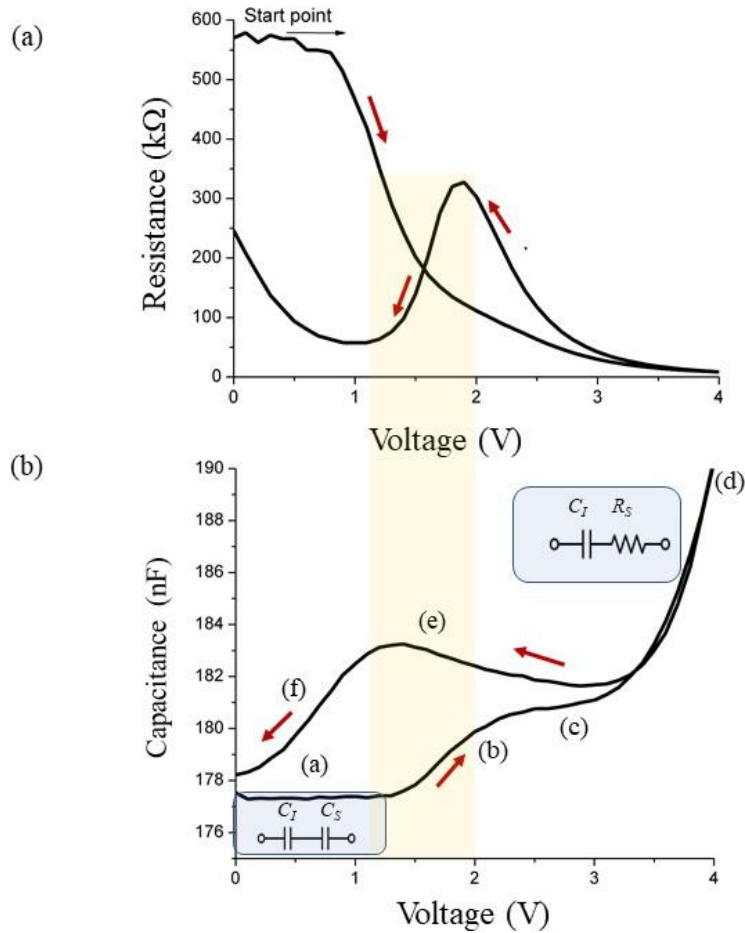 (a)
Start point
Resistance (kΩ)
600
500
400
300
200
100
0
0 1 2 3 4
Voltage (V)
(b)
Capacitance (nF)
190
188
186
184
182
180
178
176
(d)
C_I R_S
(e)
(f)
(a)
(b)
(c)
C_I C_S
0 1 2 3 4
Voltage (V)